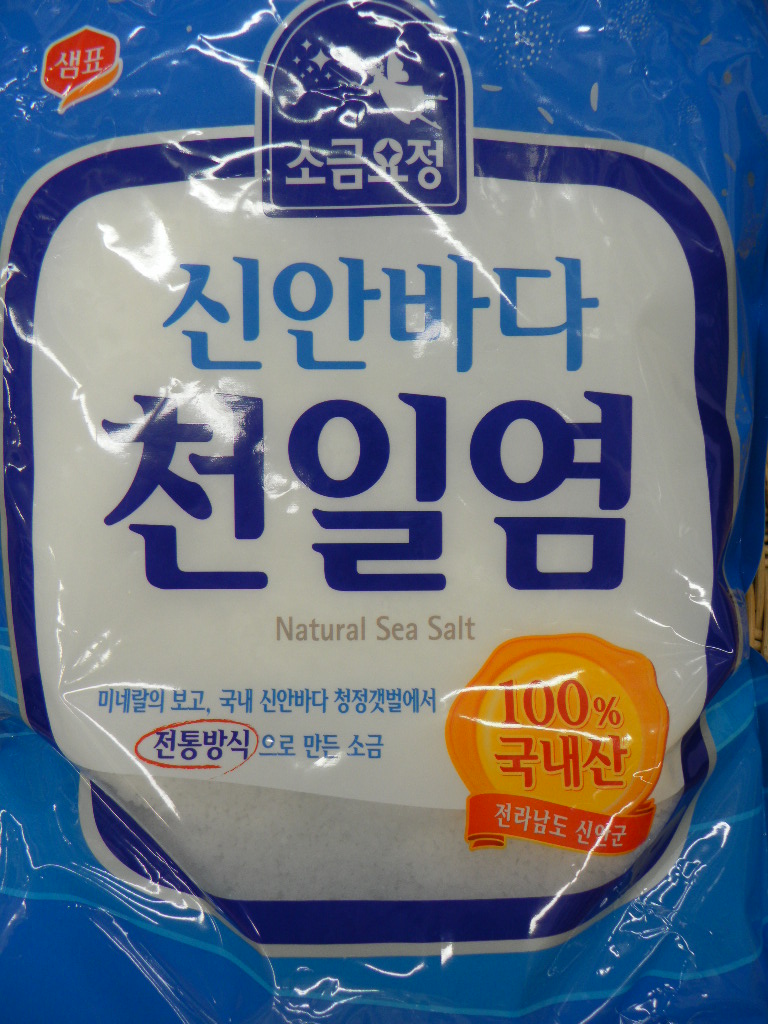 샘표
소금요정
신안바다
천일염
Natural Sea Salt
미네랄의 보고, 국내 신안바다 청정갯벌에서
전통방식으로 만든 소금
100%
국내산
전라남도 신안군